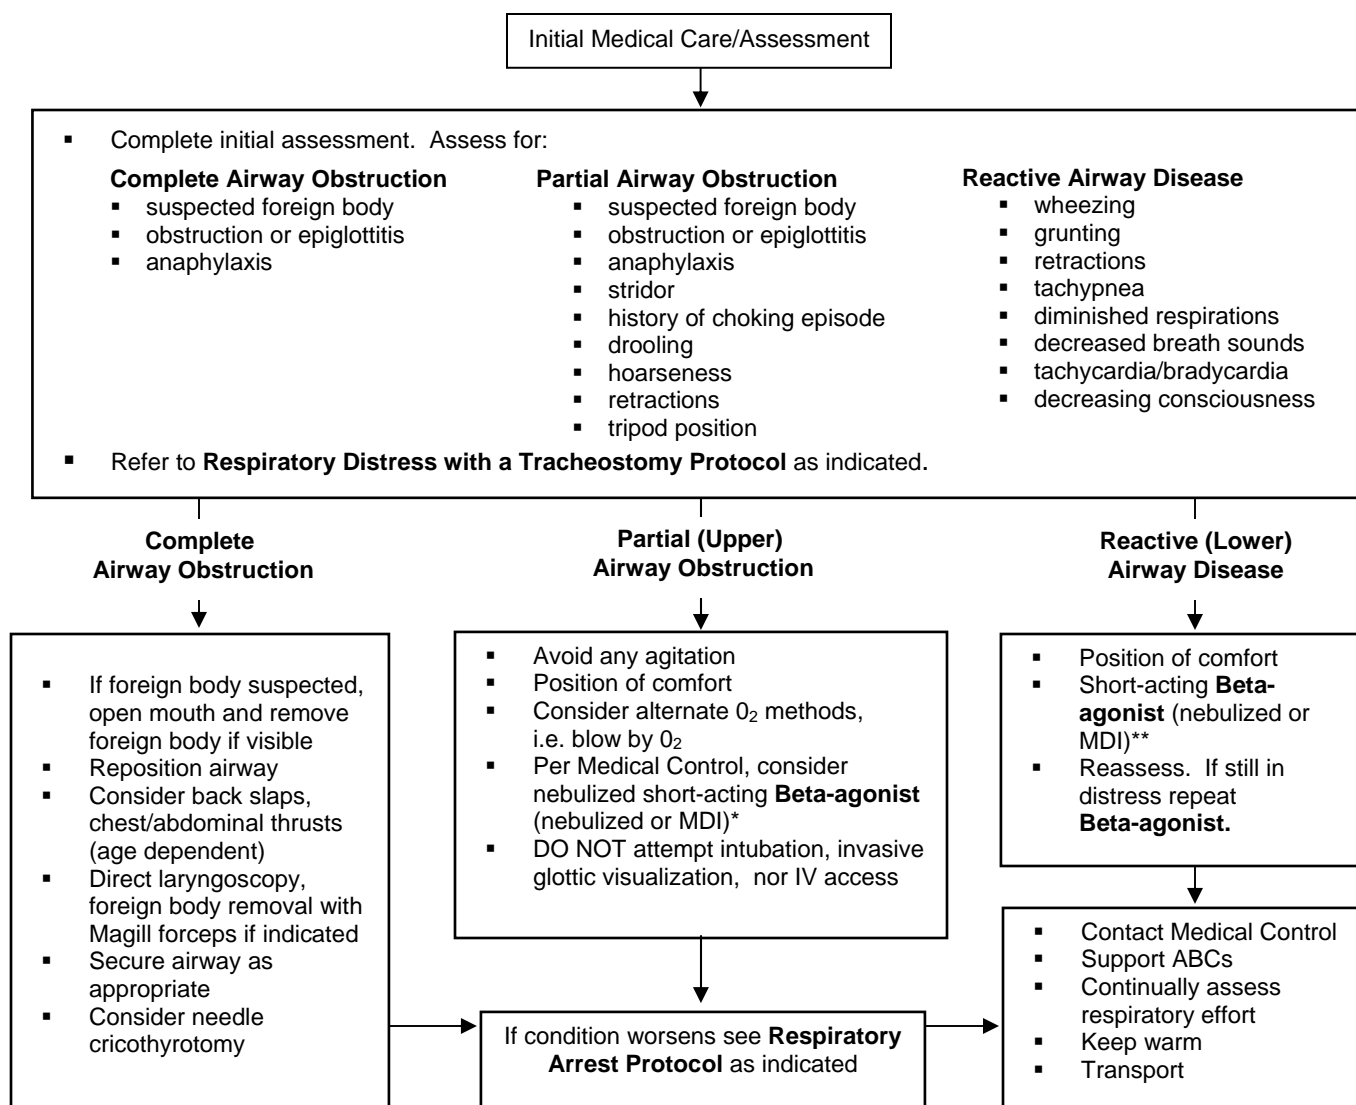 Initial Medical Care/Assessment
▪ Complete initial assessment.  Assess for:
Complete Airway Obstruction
▪ suspected foreign body
▪ obstruction or epiglottitis
▪ anaphylaxis
Partial Airway Obstruction
▪ suspected foreign body
▪ obstruction or epiglottitis
▪ anaphylaxis
▪ stridor
▪ history of choking episode
▪ drooling
▪ hoarseness
▪ retractions
▪ tripod position
Reactive Airway Disease
▪ wheezing
▪ grunting
▪ retractions
▪ tachypnea
▪ diminished respirations
▪ decreased breath sounds
▪ tachycardia/bradycardia
▪ decreasing consciousness
▪ Refer to Respiratory Distress with a Tracheostomy Protocol as indicated.
Complete
Airway Obstruction
▪ If foreign body suspected,
open mouth and remove
foreign body if visible
▪ Reposition airway
▪ Consider back slaps,
chest/abdominal thrusts
(age dependent)
▪ Direct laryngoscopy,
foreign body removal with
Magill forceps if indicated
▪ Secure airway as
appropriate
▪ Consider needle
cricothyrotomy
Partial (Upper)
Airway Obstruction
▪ Avoid any agitation
▪ Position of comfort
▪ Consider alternate 0₂ methods,
i.e. blow by 0₂
▪ Per Medical Control, consider
nebulized short-acting Beta-agonist
(nebulized or MDI)*
▪ DO NOT attempt intubation, invasive
glottic visualization,  nor IV access
If condition worsens see Respiratory
Arrest Protocol as indicated
Reactive (Lower)
Airway Disease
▪ Position of comfort
▪ Short-acting Beta-
agonist (nebulized or
MDI)**
▪ Reassess.  If still in
distress repeat
Beta-agonist.
▪ Contact Medical Control
▪ Support ABCs
▪ Continually assess
respiratory effort
▪ Keep warm
▪ Transport